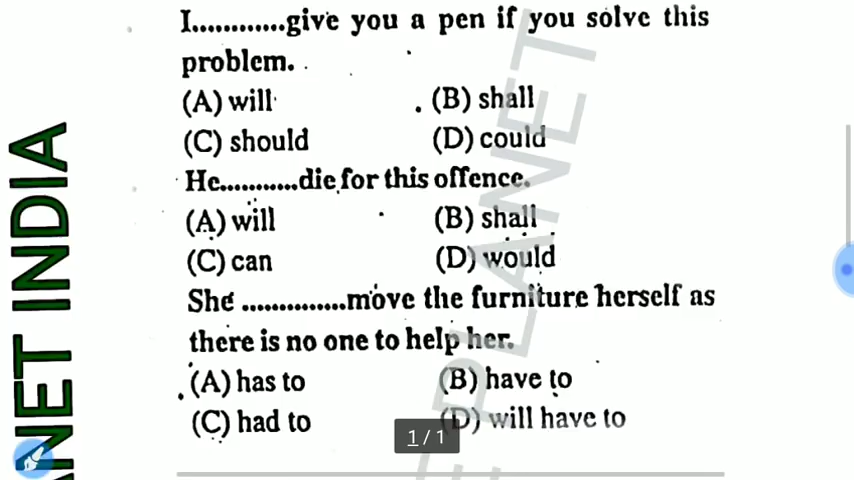 I............give you a pen if you solve this
problem.
(A) will (B) shall
(C) should (D) could
He...........die for this offence.
(A) will (B) shall
(C) can (D) would
She ..............move the furniture herself as
there is no one to help her.
(A) has to (B) have to
(C) had to (D) will have to
1 / 1
NET INDIA
PLANET